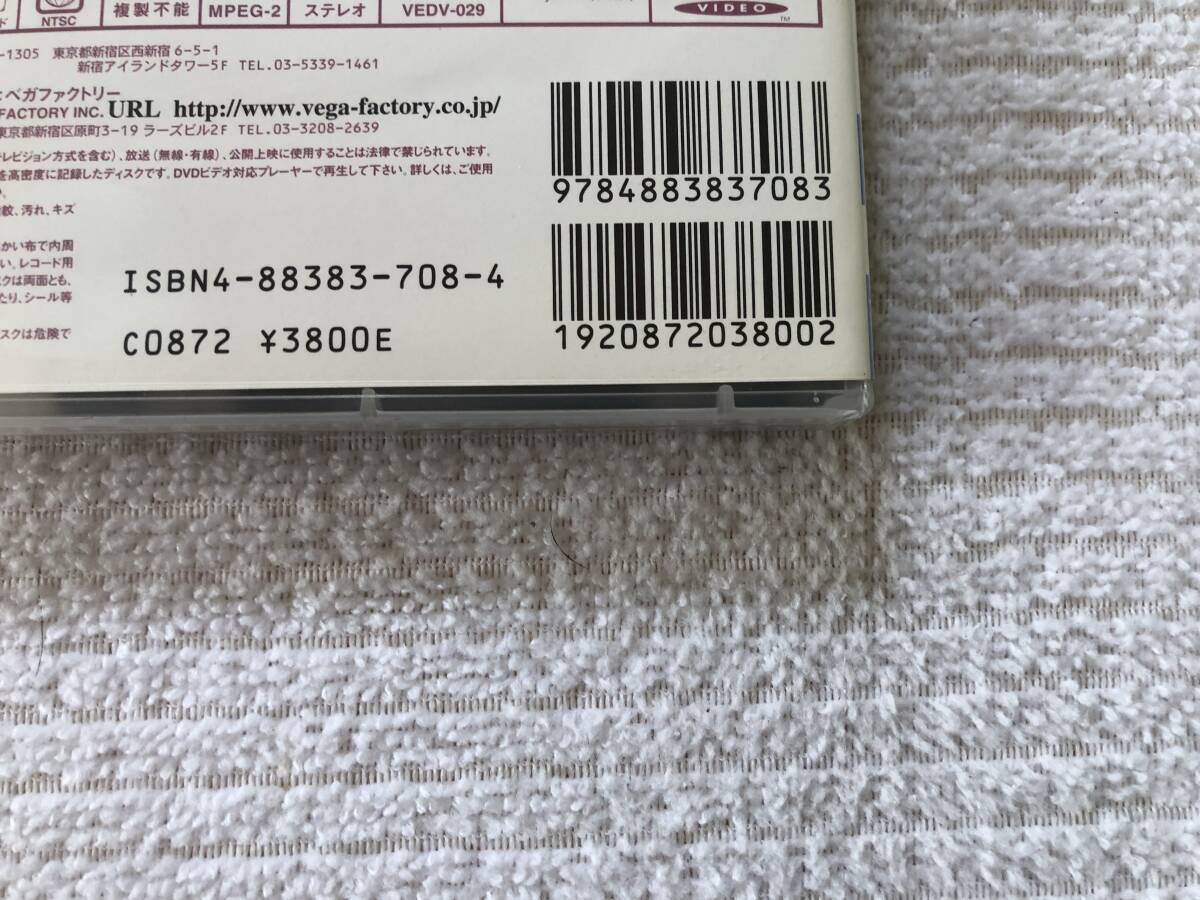 複製不能 MPEG-2 ステレオ VEDV-029
NTSC VIDEO TM
-1305 東京都新宿区西新宿6-5-1
新宿アイランドタワー5F TEL.03-5339-1461
ベガファクトリー
FACTORY INC. URL http://www.vega-factory.co.jp/
東京都新宿区原町3-19 ラーズビル2F TEL.03-3208-2639
レビジョン方式を含む)、放送(無線・有線)、公開上映に使用することは法律で禁じられています。
を高密度に記録したディスクです。DVDビデオ対応プレーヤーで再生して下さい。詳しくは、ご使用
紋、汚れ、キズ
かい布で内周
い。レコード用
クは両面とも、
たり、シール等
スクは危険で
9784883837083
ISBN4-88383-708-4
C0872 ¥3800E
1920872038002